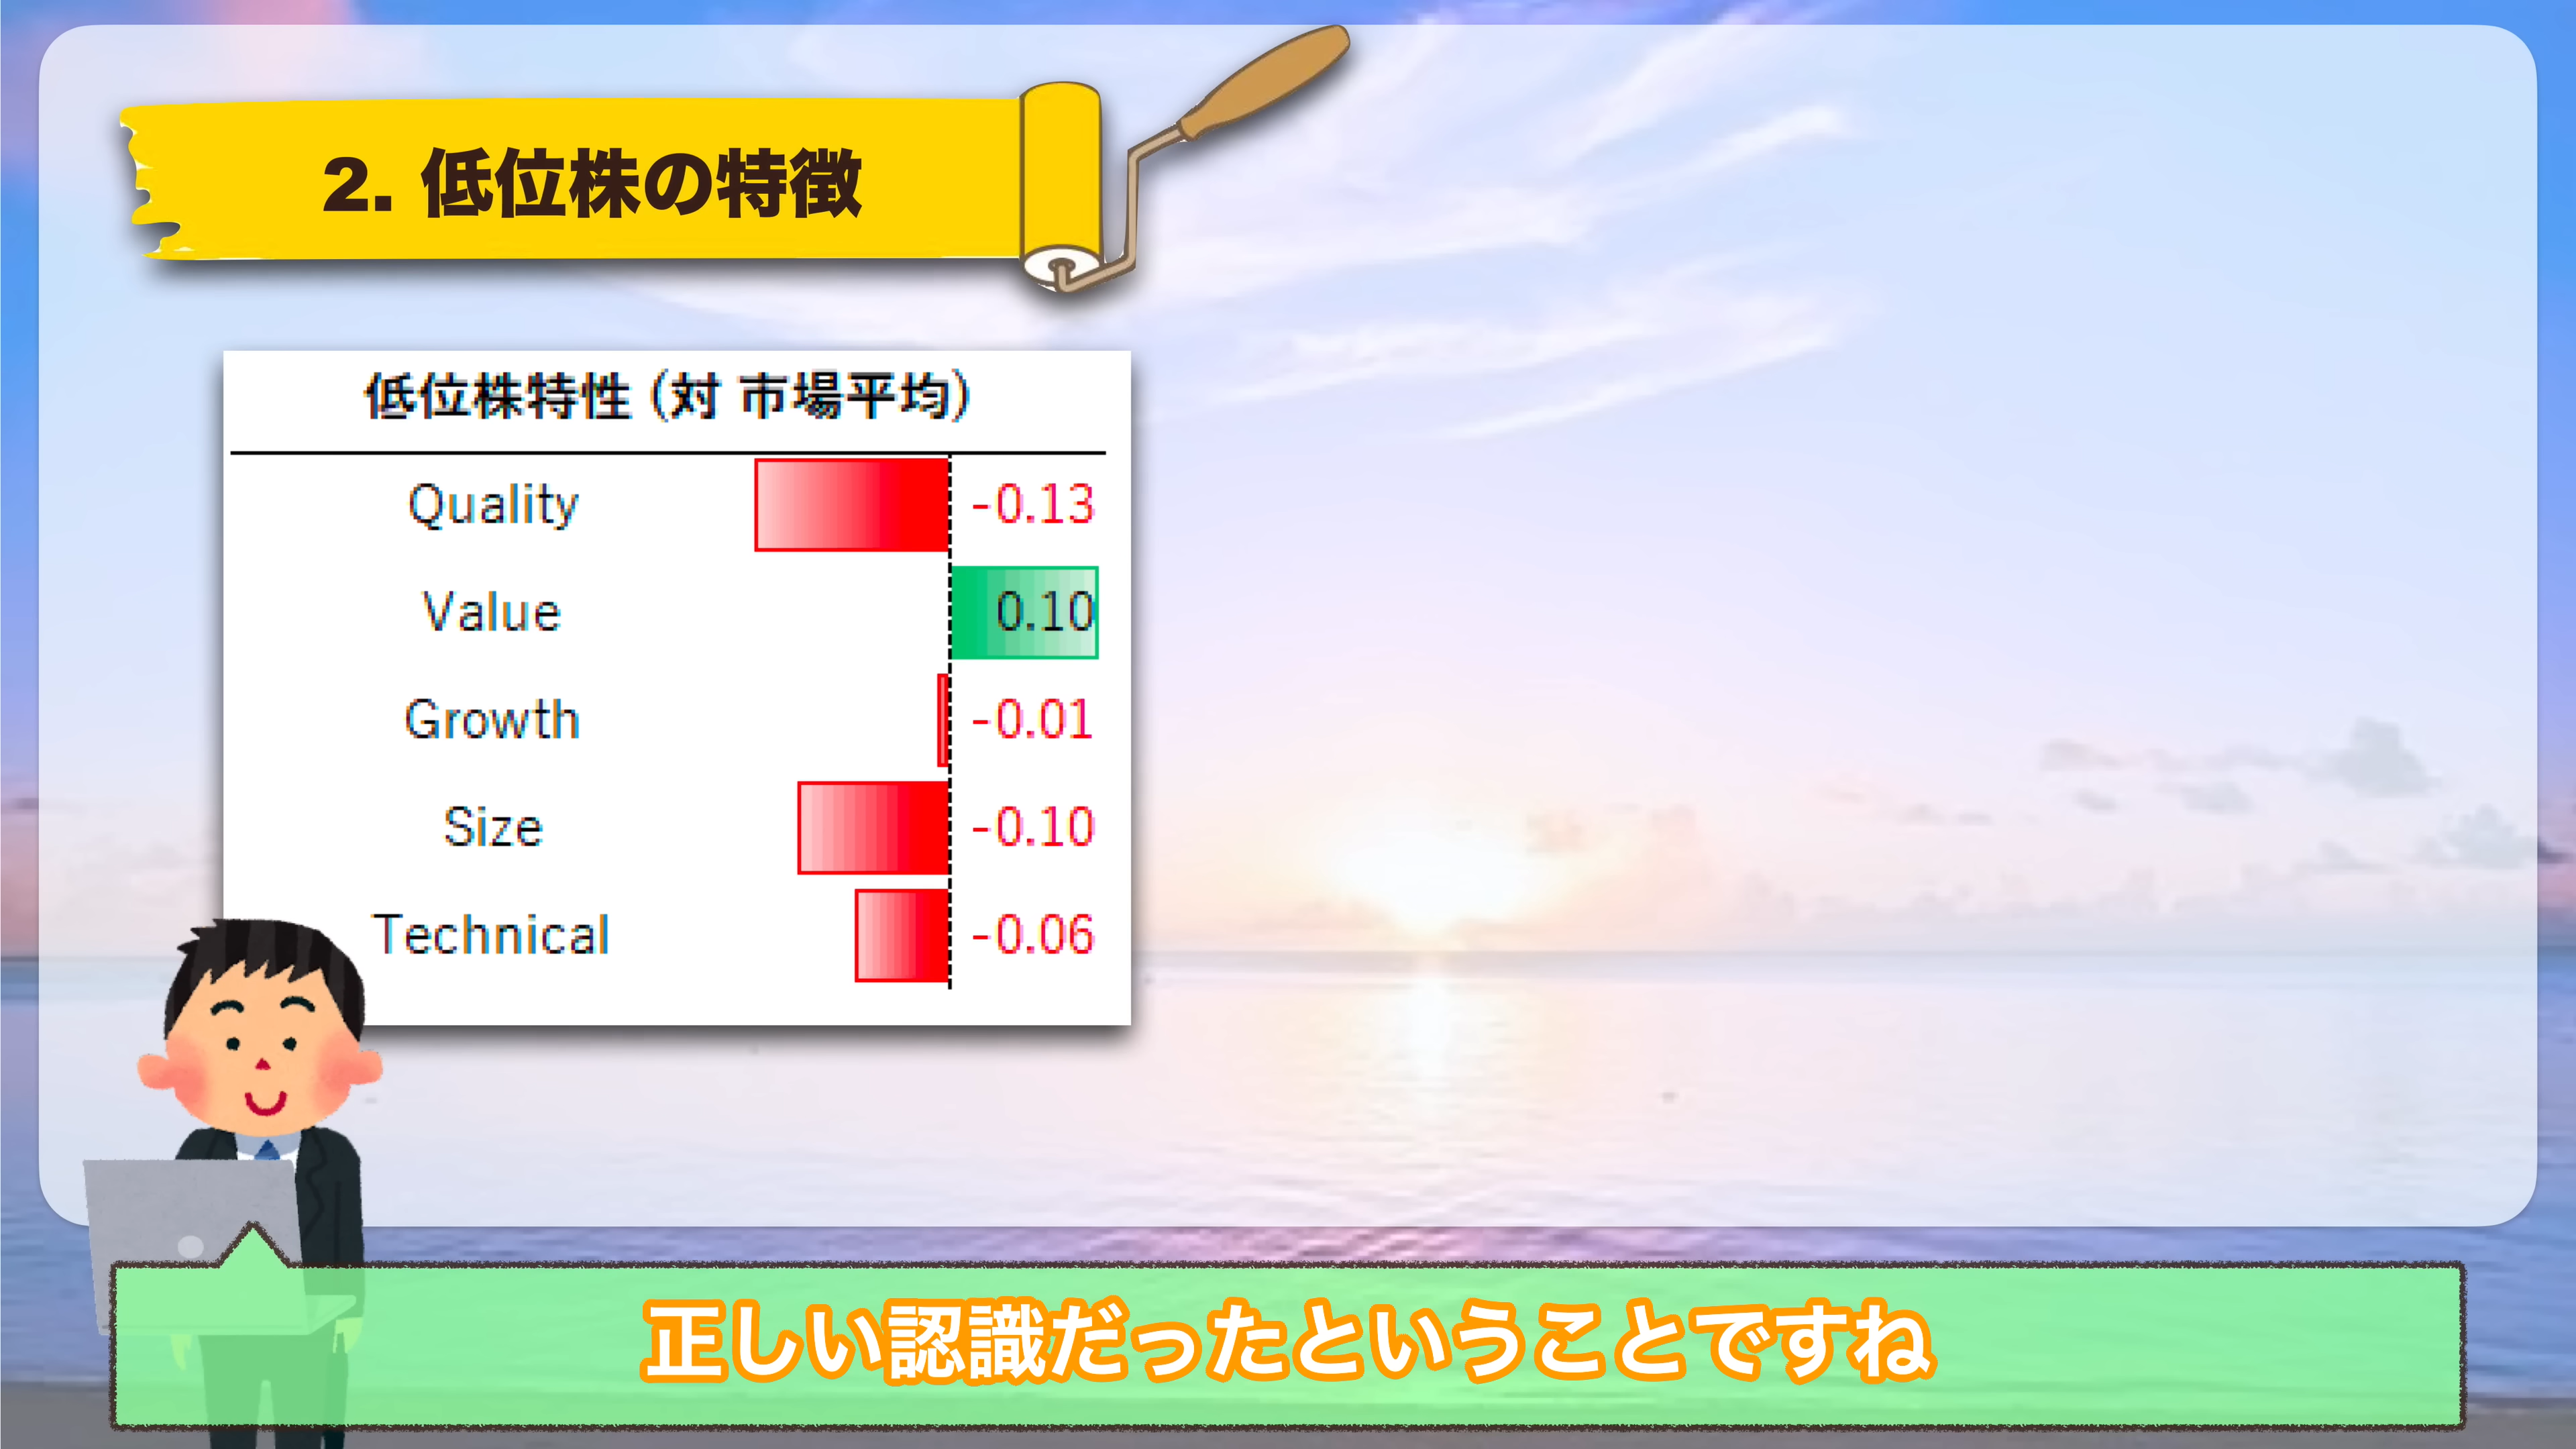 2. 低位株の特徴
低位株特性 (対 市場平均)
Quality -0.13
Value 0.10
Growth -0.01
Size -0.10
Technical -0.06
正しい認識だったということですね